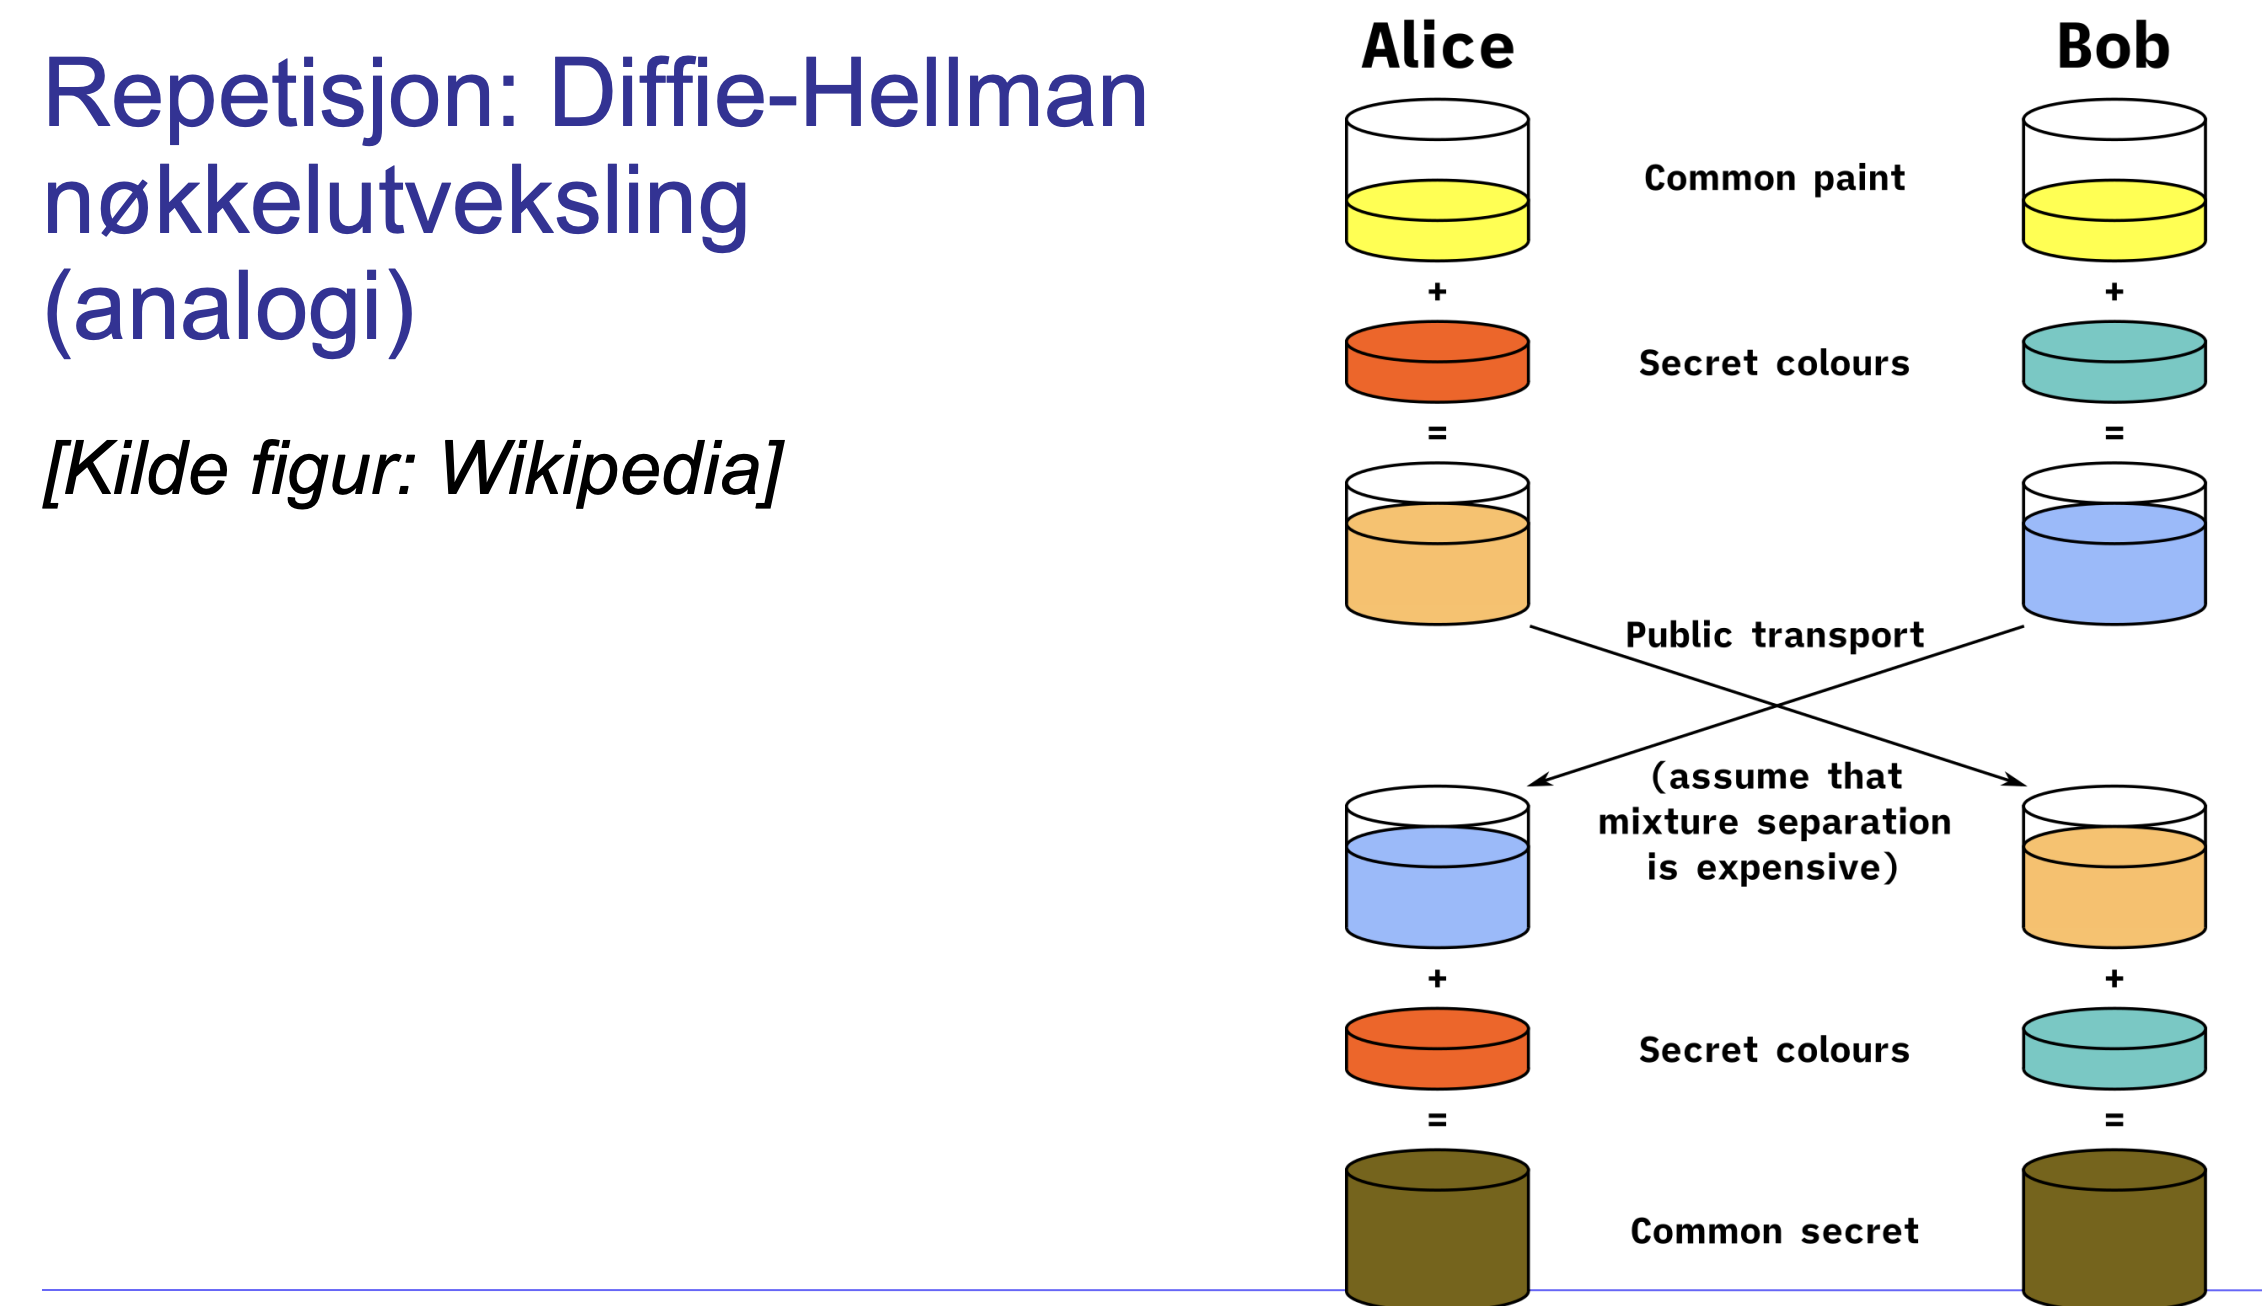 Repetisjon: Diffie-Hellman
nøkkelutveksling
(analogi)
[Kilde figur: Wikipedia]
Alice
Bob
Common paint
+
+
Secret colours
=
=
Public transport
(assume that
mixture separation
is expensive)
+
+
Secret colours
=
=
Common secret